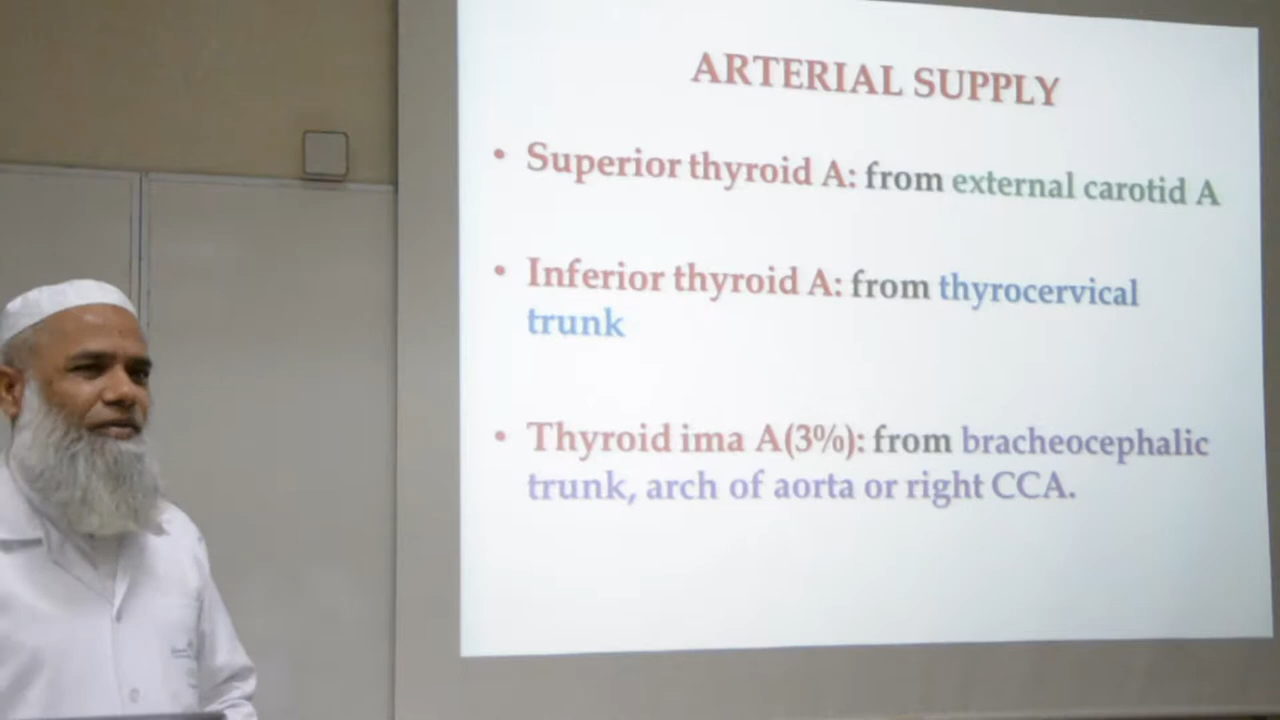 ARTERIAL SUPPLY
• Superior thyroid A: from external carotid A
• Inferior thyroid A: from thyrocervical
trunk
• Thyroid ima A(3%): from bracheocephalic
trunk, arch of aorta or right CCA.